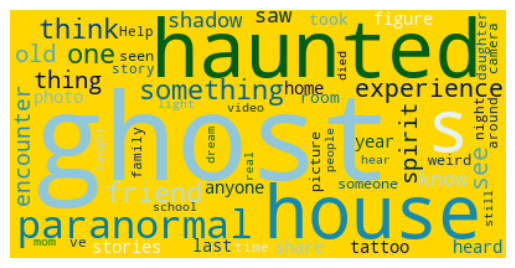 think
Help
shadow
saw
took
figure
daughter
camera
old
one
seen
story
haunted
died
thing
something
home
experience
photo
light
room
encounter
ghost
video
s
night
around
caught
family
dream
real
picture
people
hear
year
spirit
weird
see
friend
anyone
someone
know
still
school
house
paranormal
mom
ve
stories
last
time
share
tattoo
heard